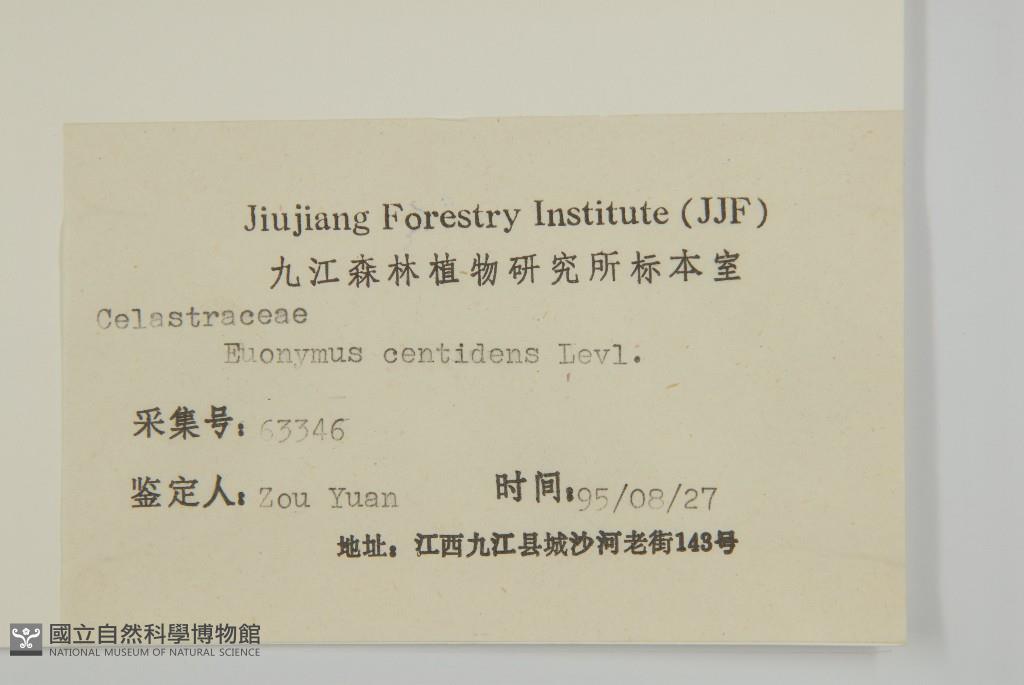 Jiujiang Forestry Institute (JJF)
九江森林植物研究所标本室
Celastraceae
Euonymus centidens Levl.
采集号: 63346
鉴定人: Zou Yuan 时间: 95/08/27
地址: 江西九江县城沙河老街143号
國立自然科學博物館
NATIONAL MUSEUM OF NATURAL SCIENCE